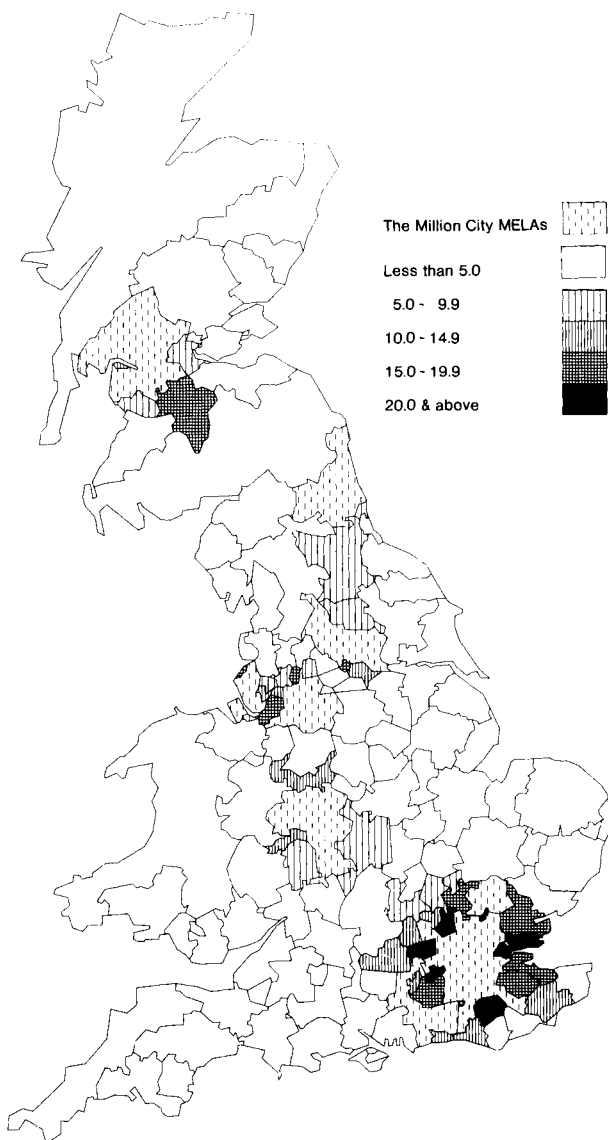 The Million City MELAs
Less than 5.0
5.0 - 9.9
10.0 - 14.9
15.0 - 19.9
20.0 & above